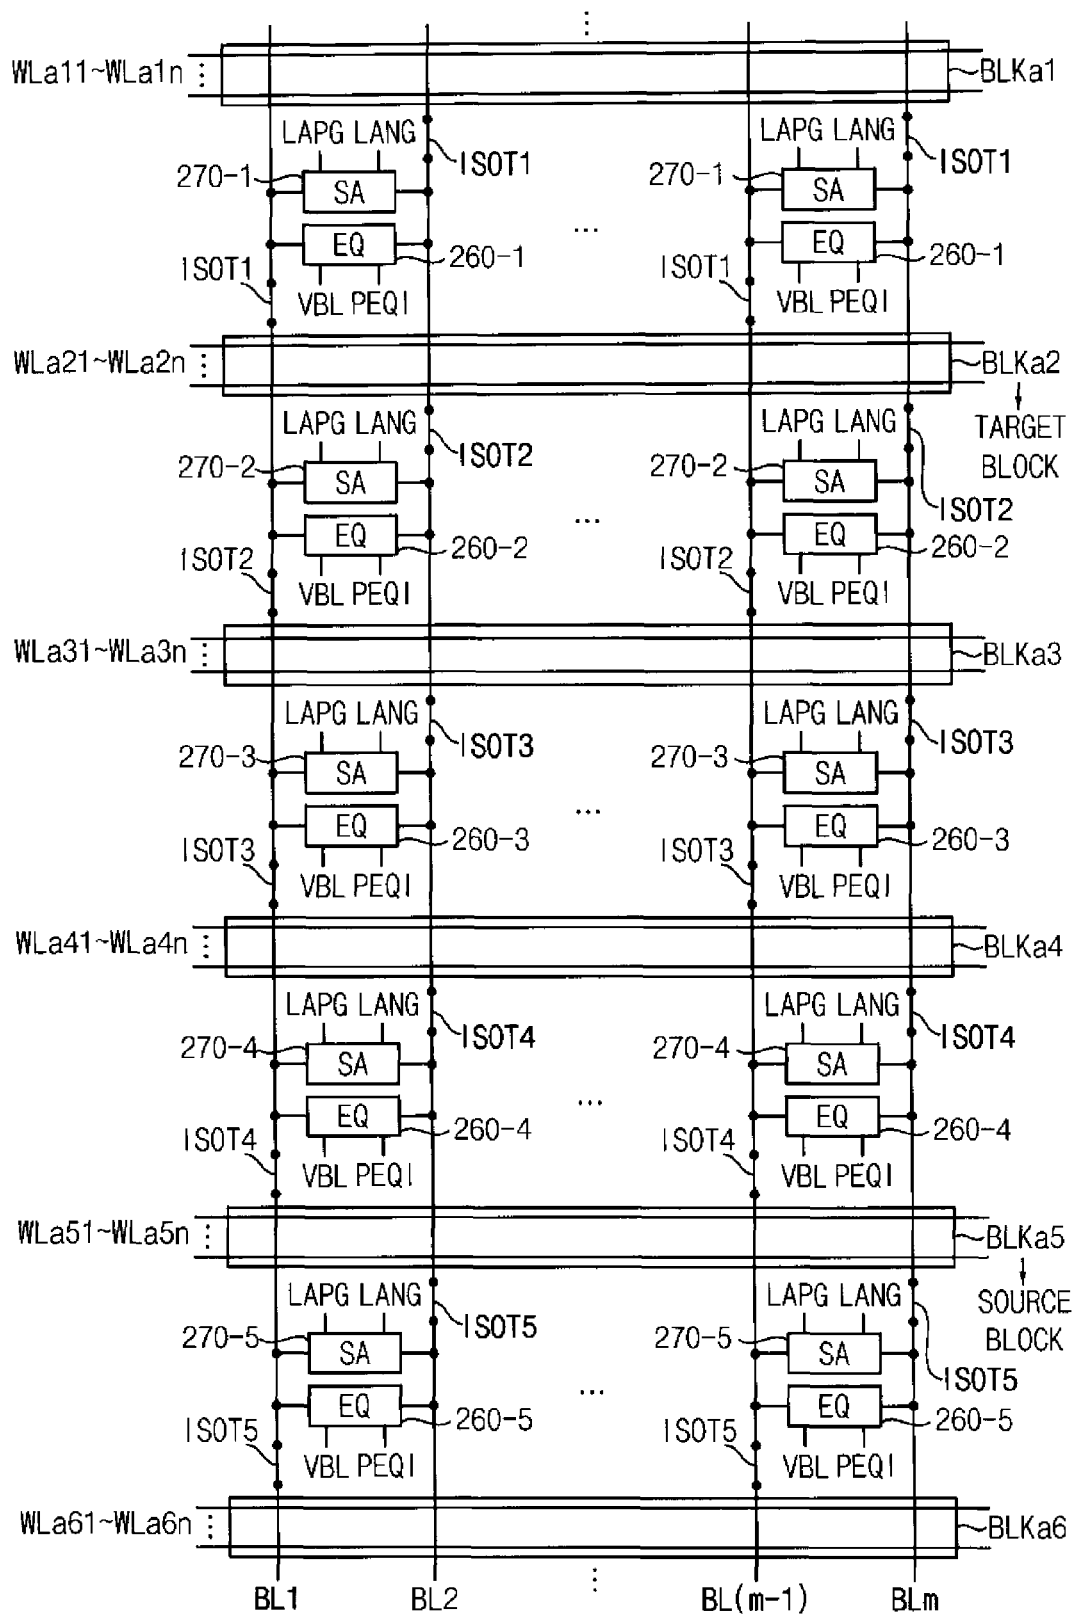 ⋮
WLa11~WLa1n ⋮ BLKa1
LAPG LANG ISOT1 LAPG LANG ISOT1
270-1 SA 270-1 SA
...
EQ 260-1 EQ 260-1
ISOT1 VBL PEQI ISOT1 VBL PEQI
WLa21~WLa2n ⋮ BLKa2
TARGET
BLOCK
LAPG LANG ISOT2 LAPG LANG ISOT2
270-2 SA 270-2 SA
...
EQ 260-2 EQ 260-2
ISOT2 VBL PEQI ISOT2 VBL PEQI
WLa31~WLa3n ⋮ BLKa3
LAPG LANG ISOT3 LAPG LANG ISOT3
270-3 SA 270-3 SA
...
EQ 260-3 EQ 260-3
ISOT3 VBL PEQI ISOT3 VBL PEQI
WLa41~WLa4n ⋮ BLKa4
LAPG LANG ISOT4 LAPG LANG ISOT4
270-4 SA 270-4 SA
...
EQ 260-4 EQ 260-4
ISOT4 VBL PEQI ISOT4 VBL PEQI
WLa51~WLa5n ⋮ BLKa5
SOURCE
BLOCK
LAPG LANG ISOT5 LAPG LANG ISOT5
270-5 SA 270-5 SA
...
EQ 260-5 EQ 260-5
ISOT5 VBL PEQI ISOT5 VBL PEQI
WLa61~WLa6n ⋮ BLKa6
BL1 BL2 ⋮ BL(m-1) BLm